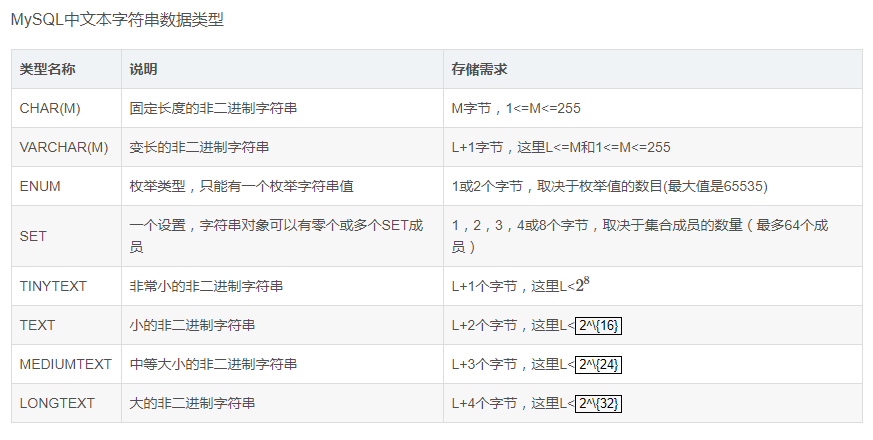 MySQL中文本字符串数据类型
类型名称 说明 存储需求
CHAR(M) 固定长度的非二进制字符串 M字节，1<=M<=255
VARCHAR(M) 变长的非二进制字符串 L+1字节，这里L<=M和1<=M<=255
ENUM 枚举类型，只能有一个枚举字符串值 1或2个字节，取决于枚举值的数目(最大值是65535)
SET 一个设置，字符串对象可以有零个或多个SET成
员
1，2，3，4或8个字节，取决于集合成员的数量（最多64个成
员）
TINYTEXT 非常小的非二进制字符串 L+1个字节，这里L<2⁸
TEXT 小的非二进制字符串 L+2个字节，这里L<2^\{16}
MEDIUMTEXT 中等大小的非二进制字符串 L+3个字节，这里L<2^\{24}
LONGTEXT 大的非二进制字符串 L+4个字节，这里L<2^\{32}